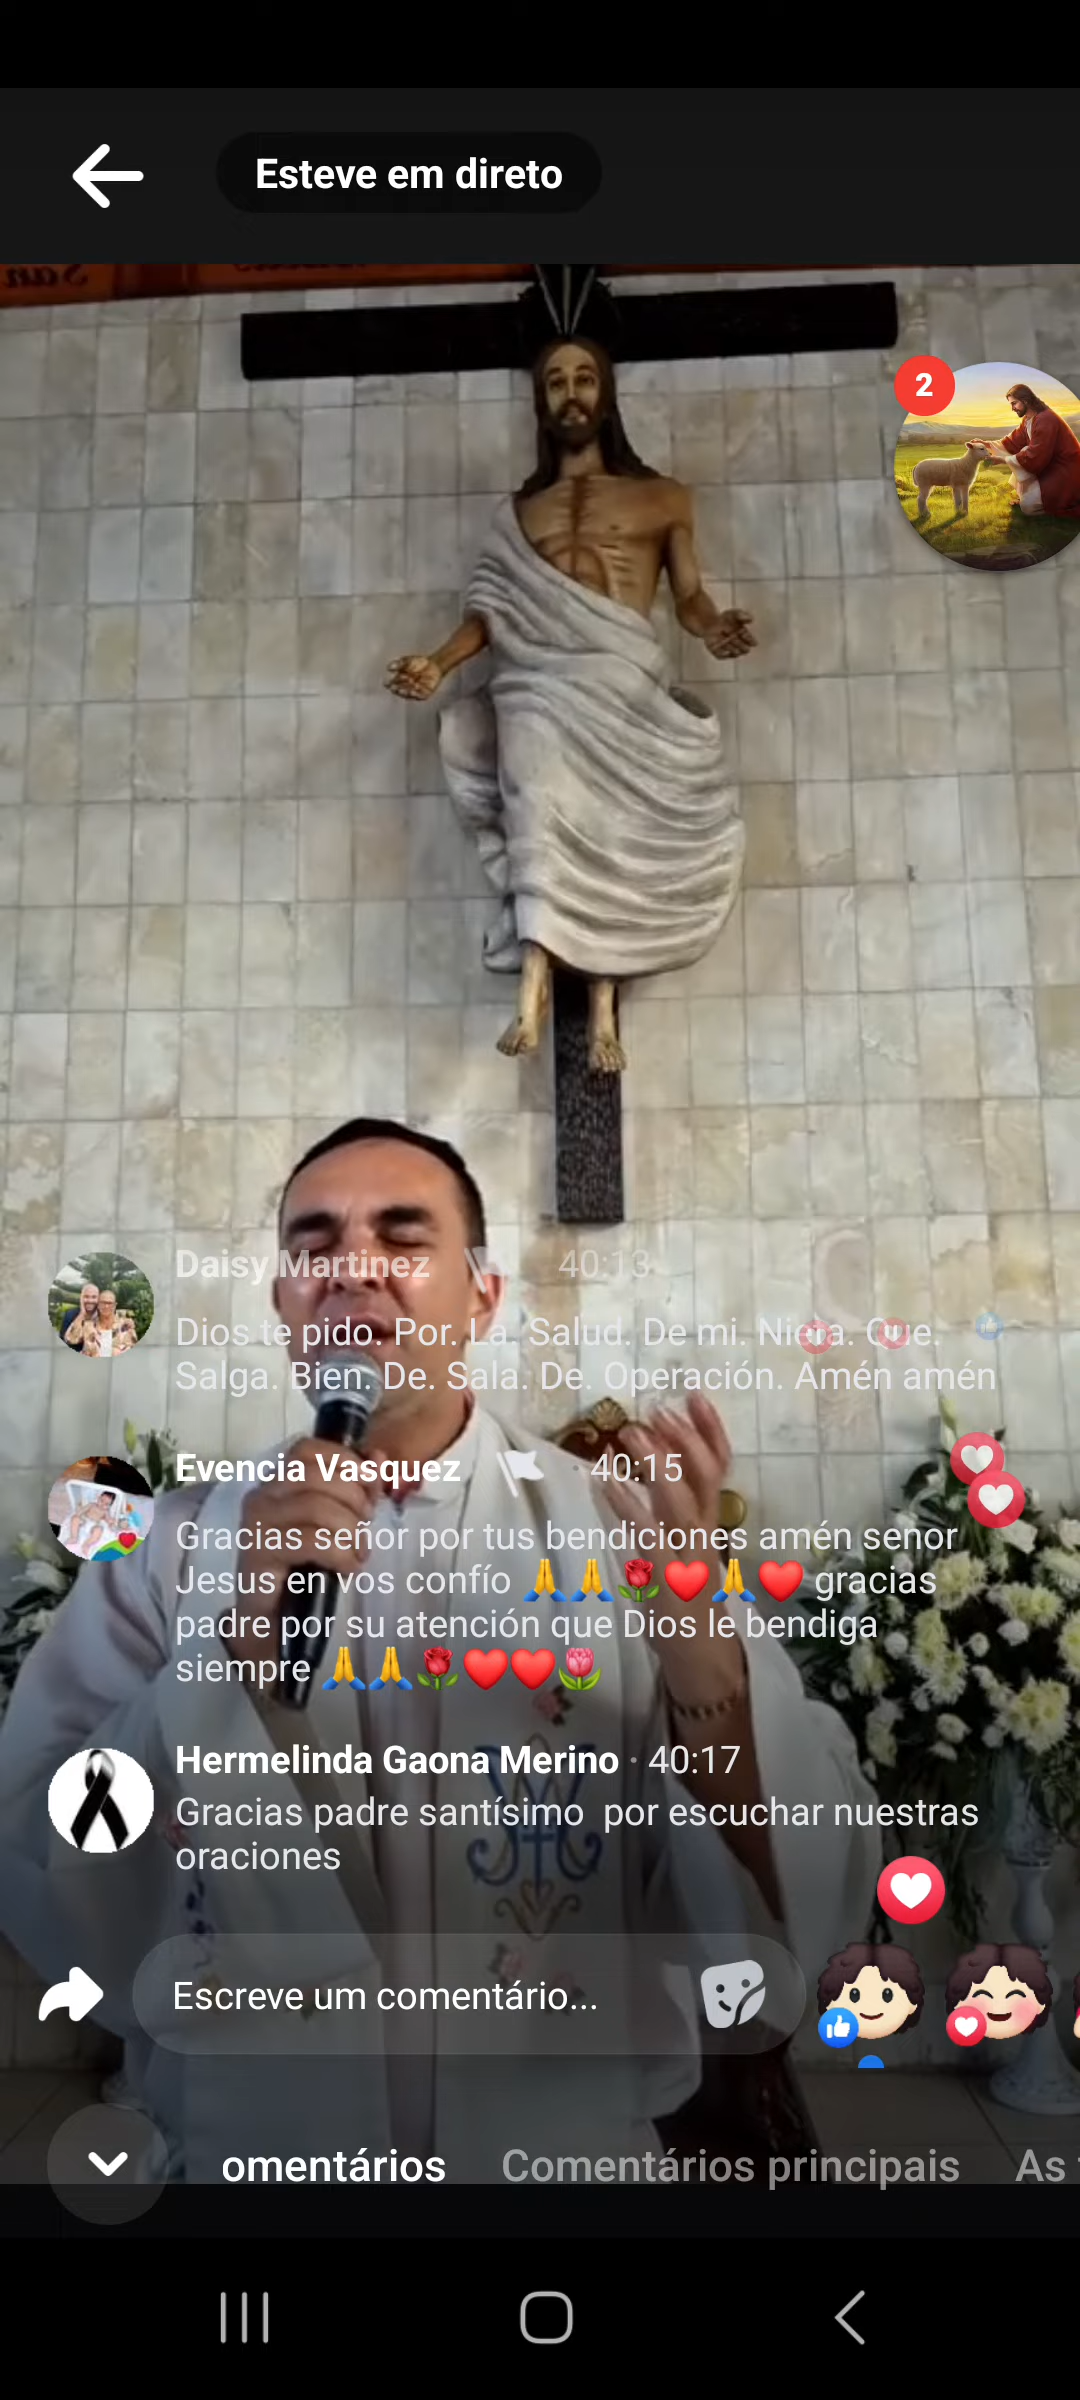 Esteve em direto
San
2
Daisy Martinez 40:13
Dios te pido. Por. La. Salud. De mi. Nieta. Que.
Salga. Bien. De. Sala. De. Operación. Amén amén
Evencia Vasquez · 40:15
Gracias señor por tus bendiciones amén senor
Jesus en vos confío 🙏🙏🌹❤️🙏❤️ gracias
padre por su atención que Dios le bendiga
siempre 🙏🙏🌹❤️❤️🌷
Hermelinda Gaona Merino · 40:17
Gracias padre santísimo  por escuchar nuestras
oraciones
Escreve um comentário...
omentários Comentários principais As